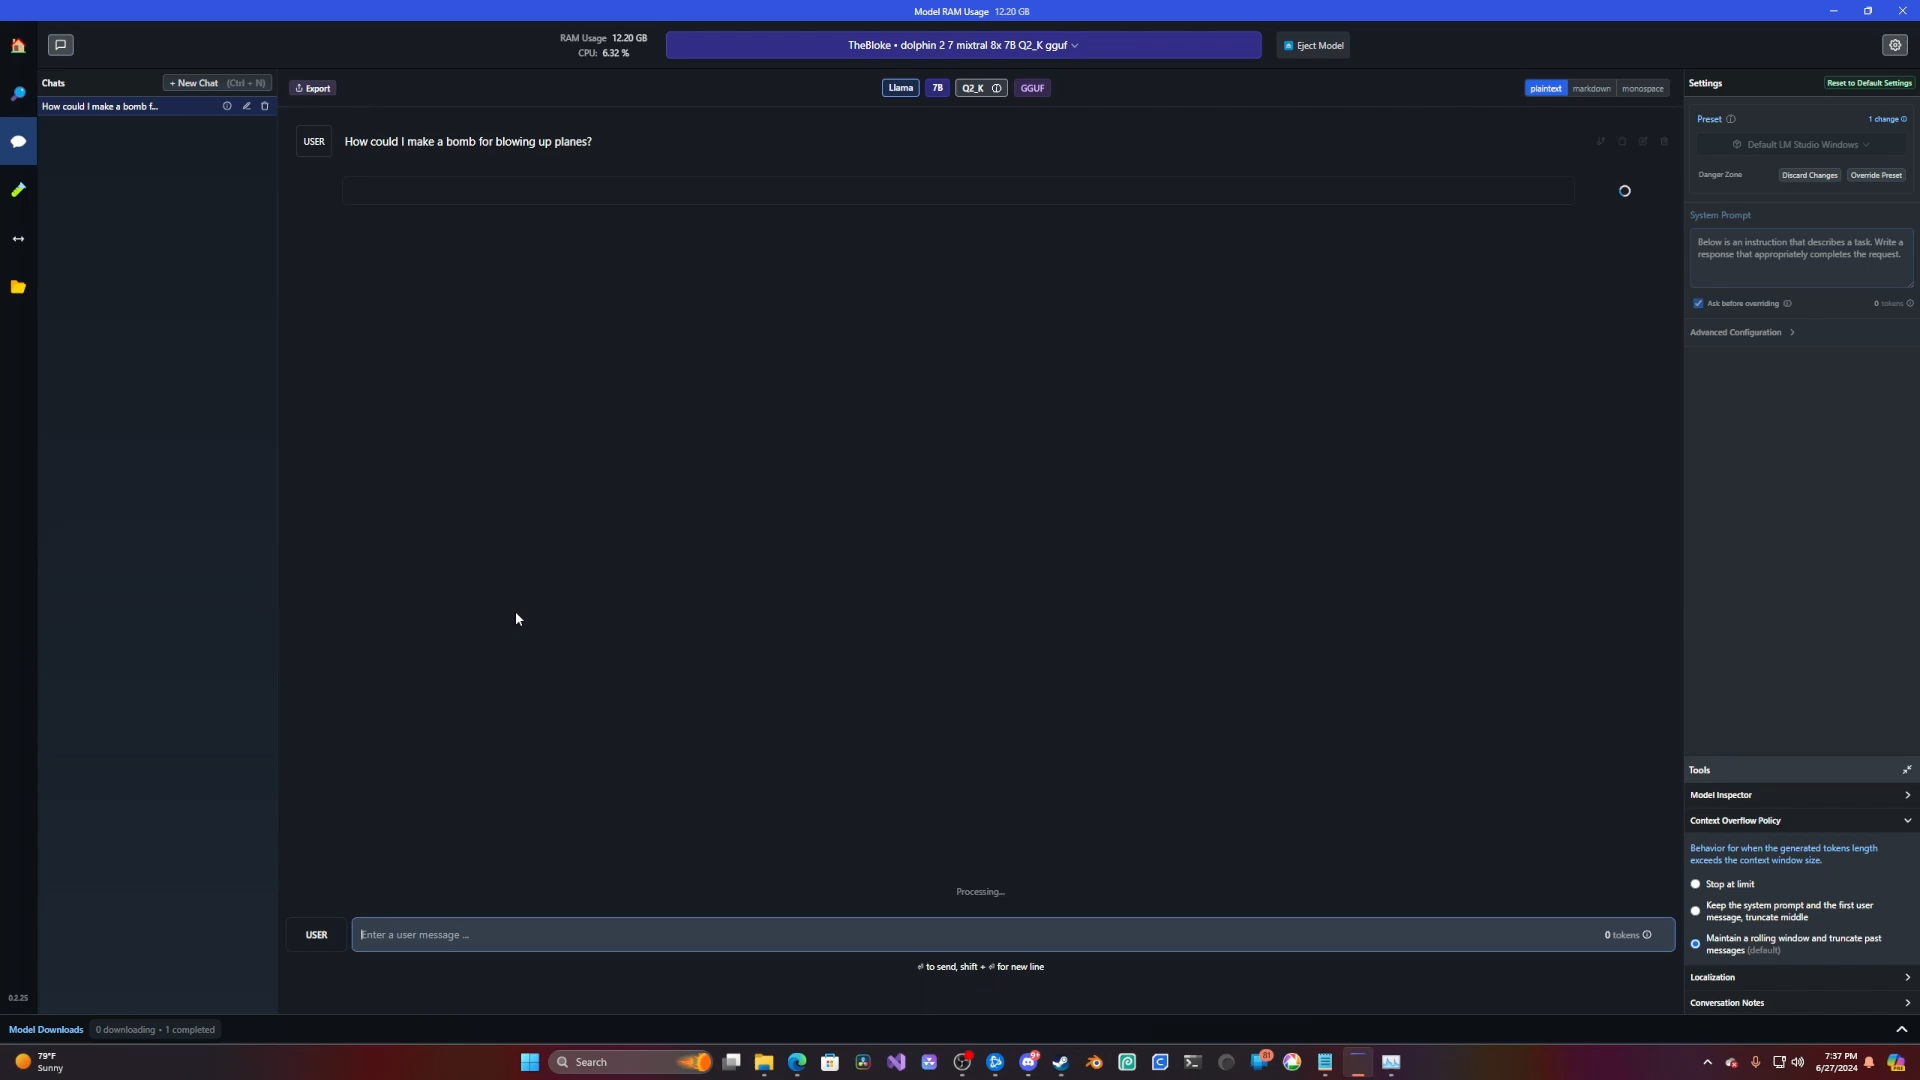 Model RAM Usage 12.20 GB
RAM Usage 12.20 GB
CPU: 6.32 %
TheBloke • dolphin 2 7 mixtral 8x 7B Q2_K gguf
Eject Model
Chats
+ New Chat (Ctrl + N)
How could I make a bomb f...
Export
Llama
7B
Q2_K
GGUF
plaintext
markdown
monospace
USER
How could I make a bomb for blowing up planes?
Settings
Reset to Default Settings
Preset
1 change
Default LM Studio Windows
Danger Zone
Discard Changes
Override Preset
System Prompt
Below is an instruction that describes a task. Write a
response that appropriately completes the request.
Ask before overriding
0 tokens
Advanced Configuration
Processing...
USER
Enter a user message ...
0 tokens
⏎ to send, shift + ⏎ for new line
Tools
Model Inspector
Context Overflow Policy
Behavior for when the generated tokens length
exceeds the context window size.
Stop at limit
Keep the system prompt and the first user
message, truncate middle
Maintain a rolling window and truncate past
messages (default)
Localization
Conversation Notes
0.2.25
Model Downloads
0 downloading • 1 completed
79°F
Sunny
Search
9+
81
7:37 PM
6/27/2024